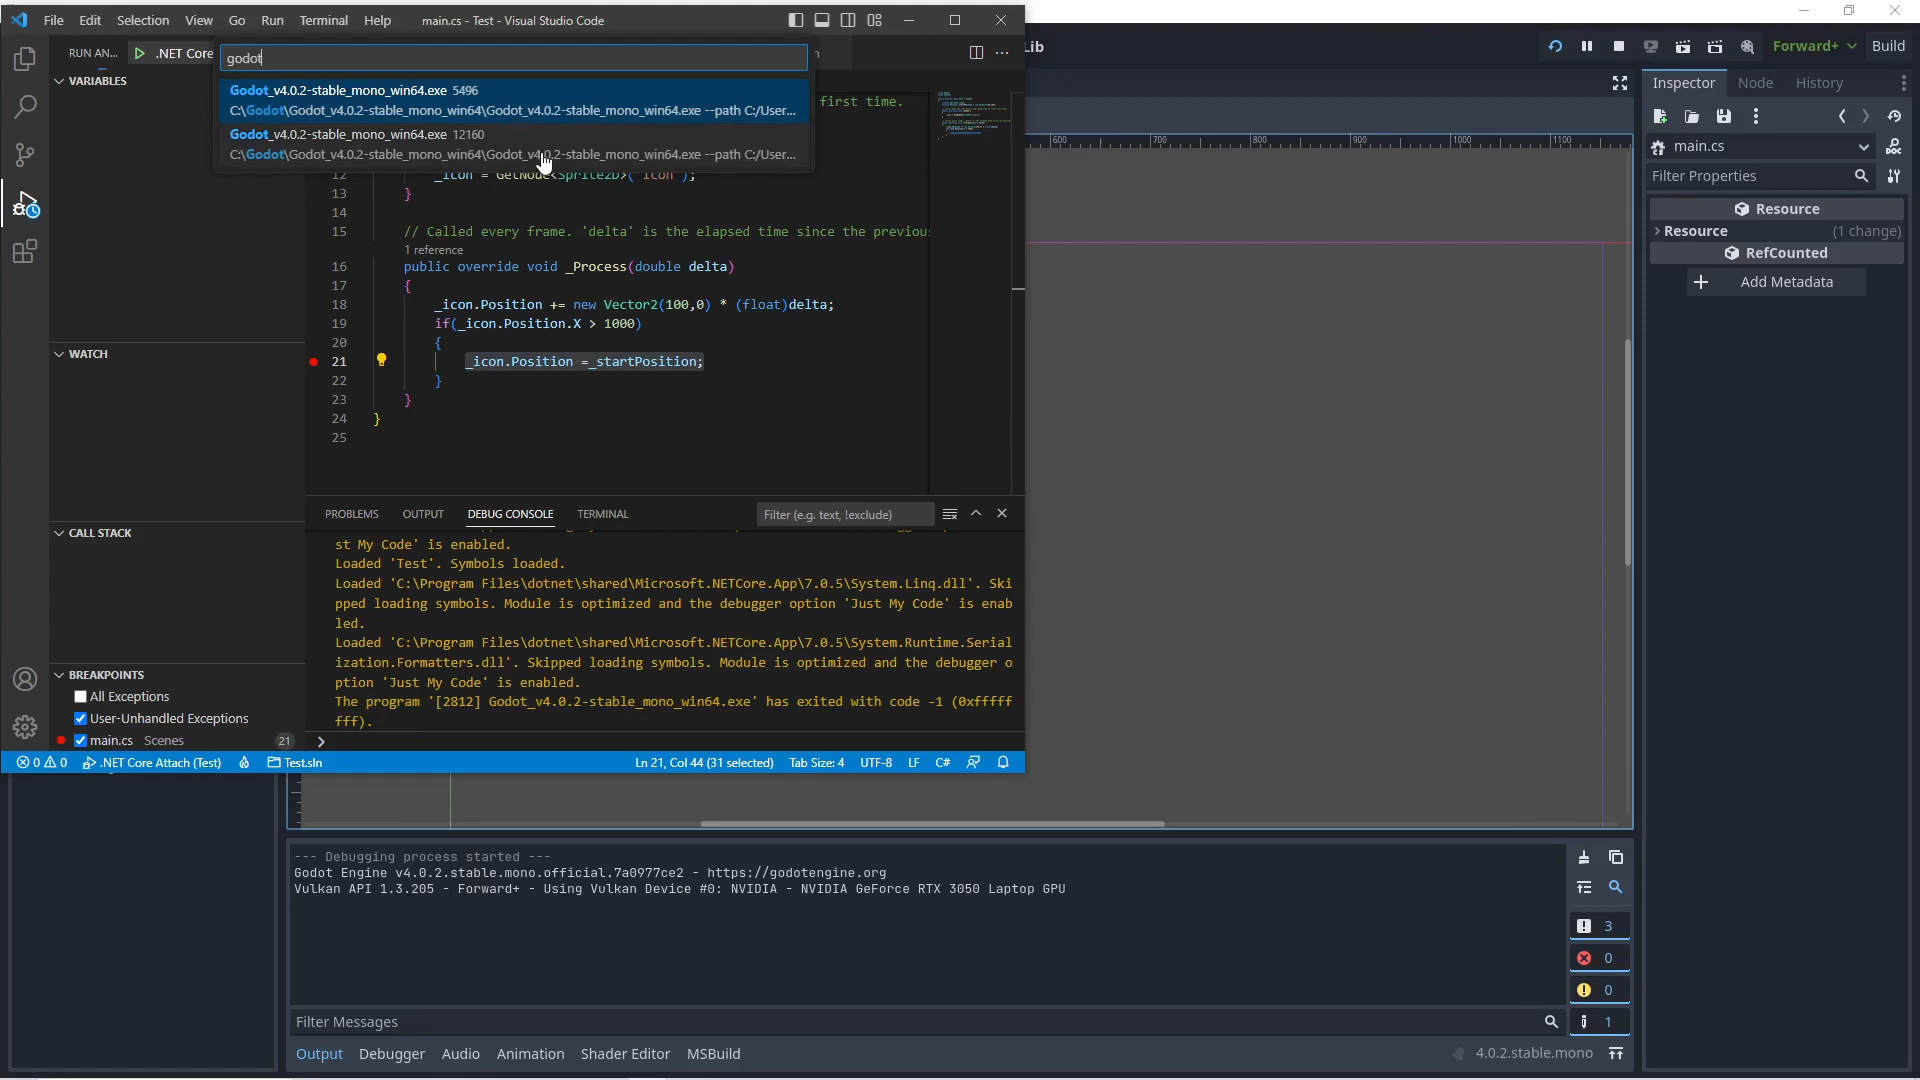 File Edit Selection View Go Run Terminal Help main.cs - Test - Visual Studio Code
RUN AN... .NET Core
godot
Godot_v4.0.2-stable_mono_win64.exe 5496
C:\Godot\Godot_v4.0.2-stable_mono_win64\Godot_v4.0.2-stable_mono_win64.exe --path C:/User...
Godot_v4.0.2-stable_mono_win64.exe 12160
C:\Godot\Godot_v4.0.2-stable_mono_win64\Godot_v4.0.2-stable_mono_win64.exe --path C:/User...
VARIABLES
first time.
12 _icon = GetNode<Sprite2D>("Icon");
13 }
14
15 // Called every frame. 'delta' is the elapsed time since the previou
1 reference
16 public override void _Process(double delta)
17 {
18 _icon.Position += new Vector2(100,0) * (float)delta;
19 if(_icon.Position.X > 1000)
20 {
21 _icon.Position =_startPosition;
22 }
23 }
24 }
25
WATCH
CALL STACK
BREAKPOINTS
All Exceptions
User-Unhandled Exceptions
main.cs Scenes 21
PROBLEMS OUTPUT DEBUG CONSOLE TERMINAL Filter (e.g. text, !exclude)
st My Code' is enabled.
Loaded 'Test'. Symbols loaded.
Loaded 'C:\Program Files\dotnet\shared\Microsoft.NETCore.App\7.0.5\System.Linq.dll'. Ski
pped loading symbols. Module is optimized and the debugger option 'Just My Code' is enab
led.
Loaded 'C:\Program Files\dotnet\shared\Microsoft.NETCore.App\7.0.5\System.Runtime.Serial
ization.Formatters.dll'. Skipped loading symbols. Module is optimized and the debugger o
ption 'Just My Code' is enabled.
The program '[2812] Godot_v4.0.2-stable_mono_win64.exe' has exited with code -1 (0xfffff
fff).
0 0 .NET Core Attach (Test) Test.sln Ln 21, Col 44 (31 selected) Tab Size: 4 UTF-8 LF C#
Lib
Forward+ Build
600 700 800 900 1000 1100
Inspector Node History
main.cs
Filter Properties
Resource
Resource (1 change)
RefCounted
Add Metadata
--- Debugging process started ---
Godot Engine v4.0.2.stable.mono.official.7a0977ce2 - https://godotengine.org
Vulkan API 1.3.205 - Forward+ - Using Vulkan Device #0: NVIDIA - NVIDIA GeForce RTX 3050 Laptop GPU
3
0
0
1
Filter Messages
Output Debugger Audio Animation Shader Editor MSBuild 4.0.2.stable.mono